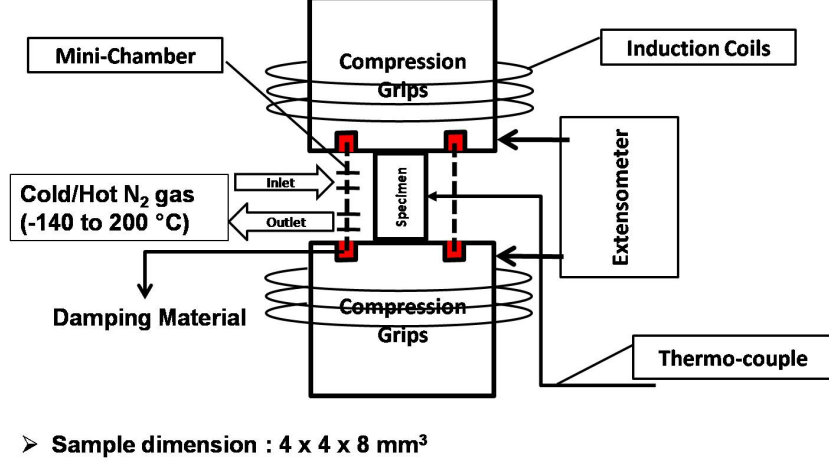 Mini-Chamber
Compression
Grips
Induction Coils
Cold/Hot N₂ gas
(-140 to 200 °C)
Inlet
Outlet
Specimen
Extensometer
Damping Material
Compression
Grips
Thermo-couple
➢ Sample dimension : 4 x 4 x 8 mm³